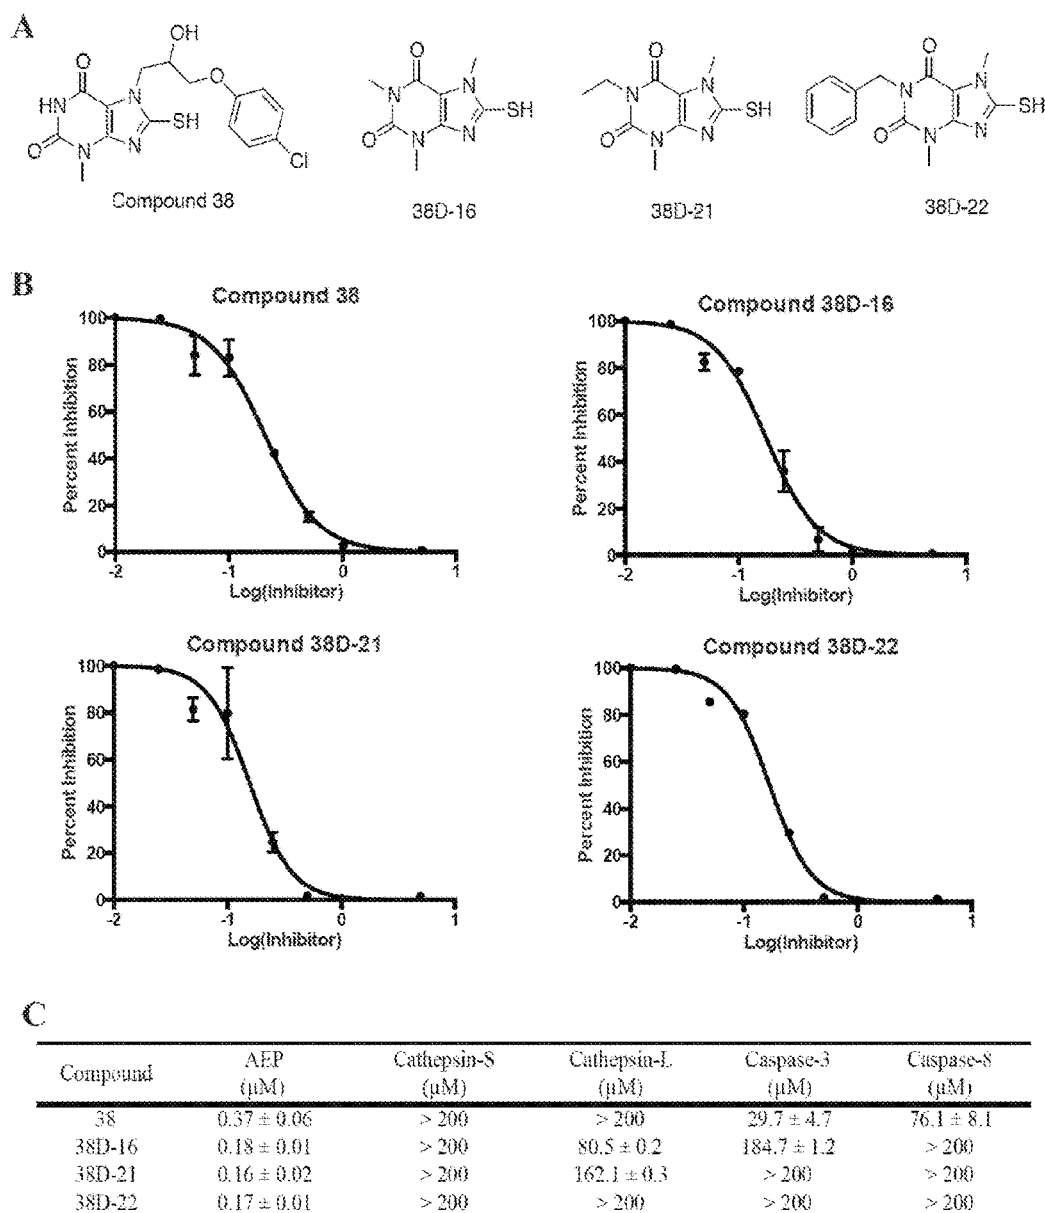 A
OH
O
HN
N
O
SH
O
N
N
Cl
Compound 38
O
N
N
SH
O
N
N
38D-16
O
N
N
SH
O
N
N
38D-21
O
N
N
SH
O
N
N
38D-22
B
Compound 38
Percent Inhibition
100
80
60
40
20
0
-2 -1 0 1
Log(Inhibitor)
Compound 38D-16
Percent Inhibition
100
80
60
40
20
0
-2 -1 0 1
Log(Inhibitor)
Compound 38D-21
Percent Inhibition
100
80
60
40
20
0
-2 -1 0 1
Log(Inhibitor)
Compound 38D-22
Percent Inhibition
100
80
60
40
20
0
-2 -1 0 1
Log(Inhibitor)
C
Compound AEP (μM) Cathepsin-S (μM) Cathepsin-L (μM) Caspase-3 (μM) Caspase-8 (μM)
38 0.37 ± 0.06 > 200 > 200 29.7 ± 4.7 76.1 ± 8.1
38D-16 0.18 ± 0.01 > 200 80.5 ± 0.2 184.7 ± 1.2 > 200
38D-21 0.16 ± 0.02 > 200 162.1 ± 0.3 > 200 > 200
38D-22 0.17 ± 0.01 > 200 > 200 > 200 > 200